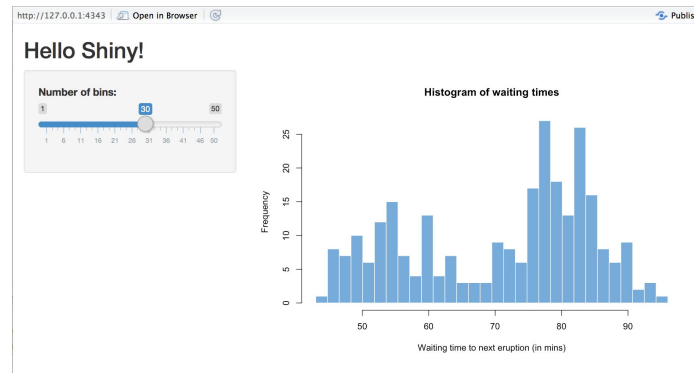 http://127.0.0.1:4343 Open in Browser Publis
Hello Shiny!
Number of bins:
1 30 50
1 6 11 16 21 26 31 36 41 46 50
Histogram of waiting times
Frequency
0 5 10 15 20 25
50 60 70 80 90
Waiting time to next eruption (in mins)